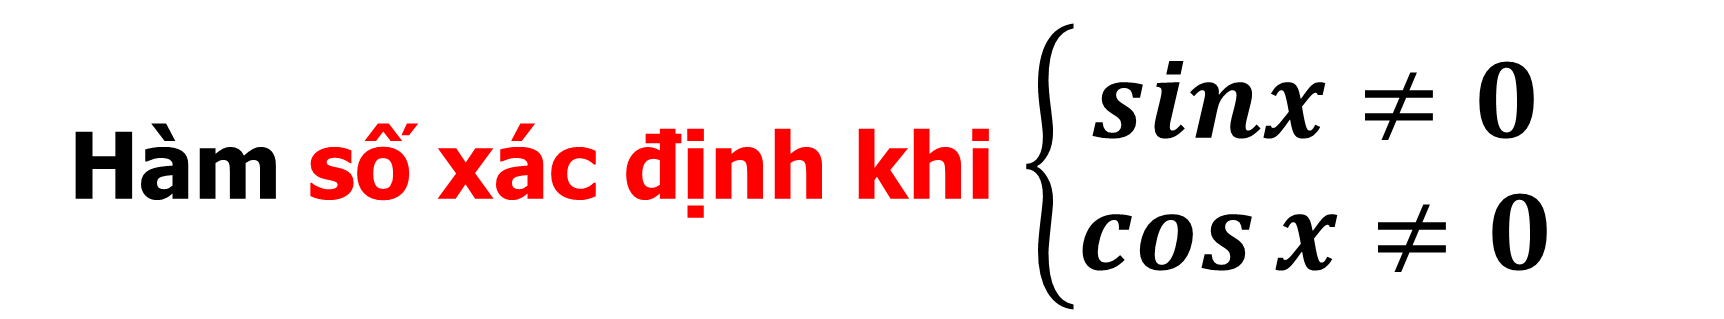 Hàm số xác định khi { sinx ≠ 0
cos x ≠ 0